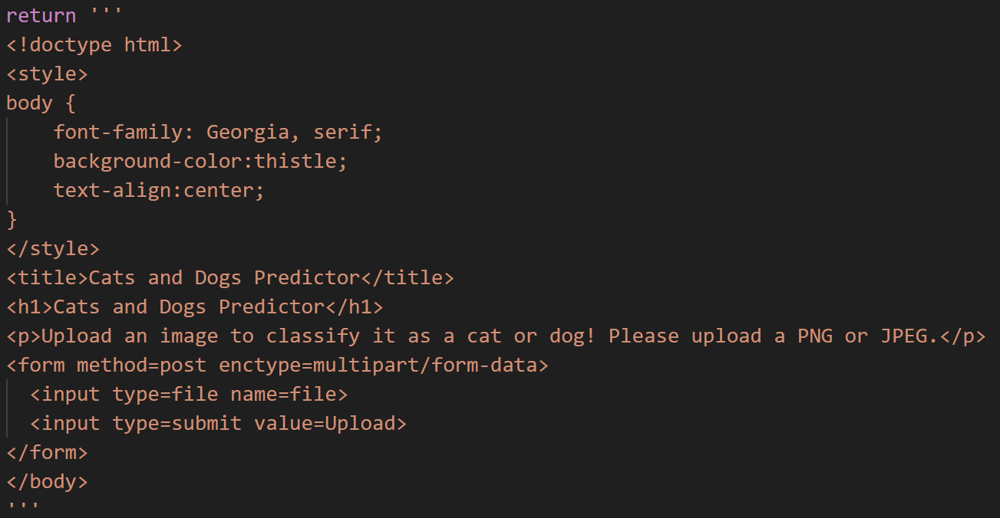 return '''
<!doctype html>
<style>
body {
    font-family: Georgia, serif;
    background-color:thistle;
    text-align:center;
}
</style>
<title>Cats and Dogs Predictor</title>
<h1>Cats and Dogs Predictor</h1>
<p>Upload an image to classify it as a cat or dog! Please upload a PNG or JPEG.</p>
<form method=post enctype=multipart/form-data>
  <input type=file name=file>
  <input type=submit value=Upload>
</form>
</body>
'''